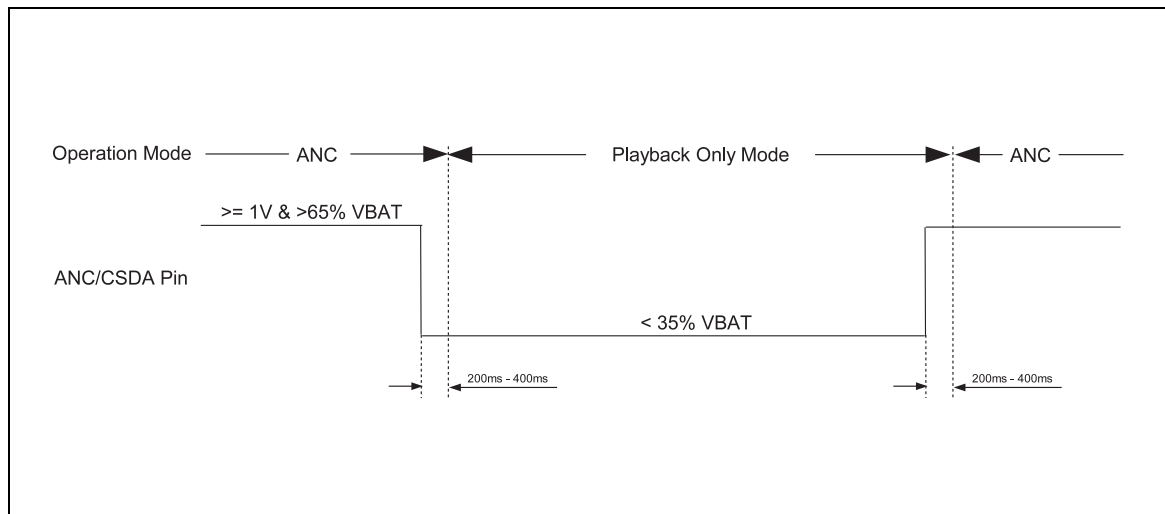 Operation Mode ANC Playback Only Mode ANC
>= 1V & >65% VBAT
ANC/CSDA Pin
< 35% VBAT
200ms - 400ms 200ms - 400ms